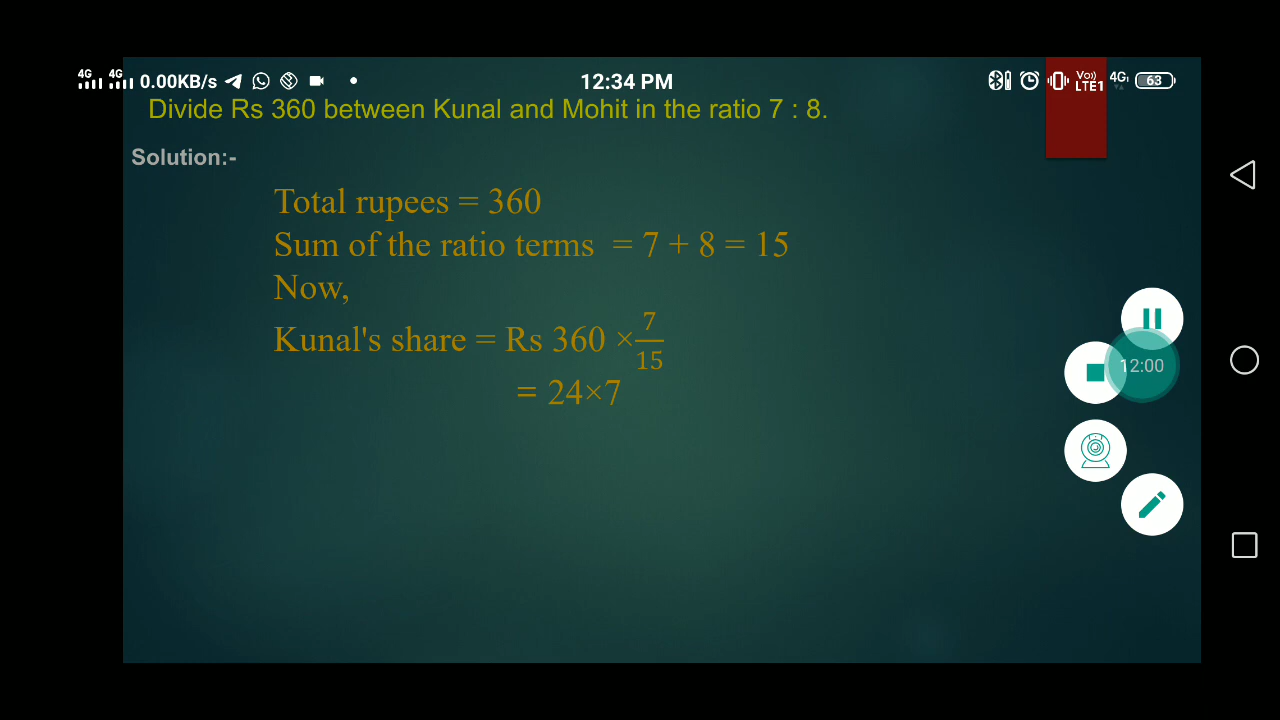 4G 4G 0.00KB/s 12:34 PM Vo)) LTE1 4G 63
Divide Rs 360 between Kunal and Mohit in the ratio 7 : 8.
Solution:-
Total rupees = 360
Sum of the ratio terms = 7 + 8 = 15
Now,
Kunal's share = Rs 360 × 7/15
= 24×7
12:00